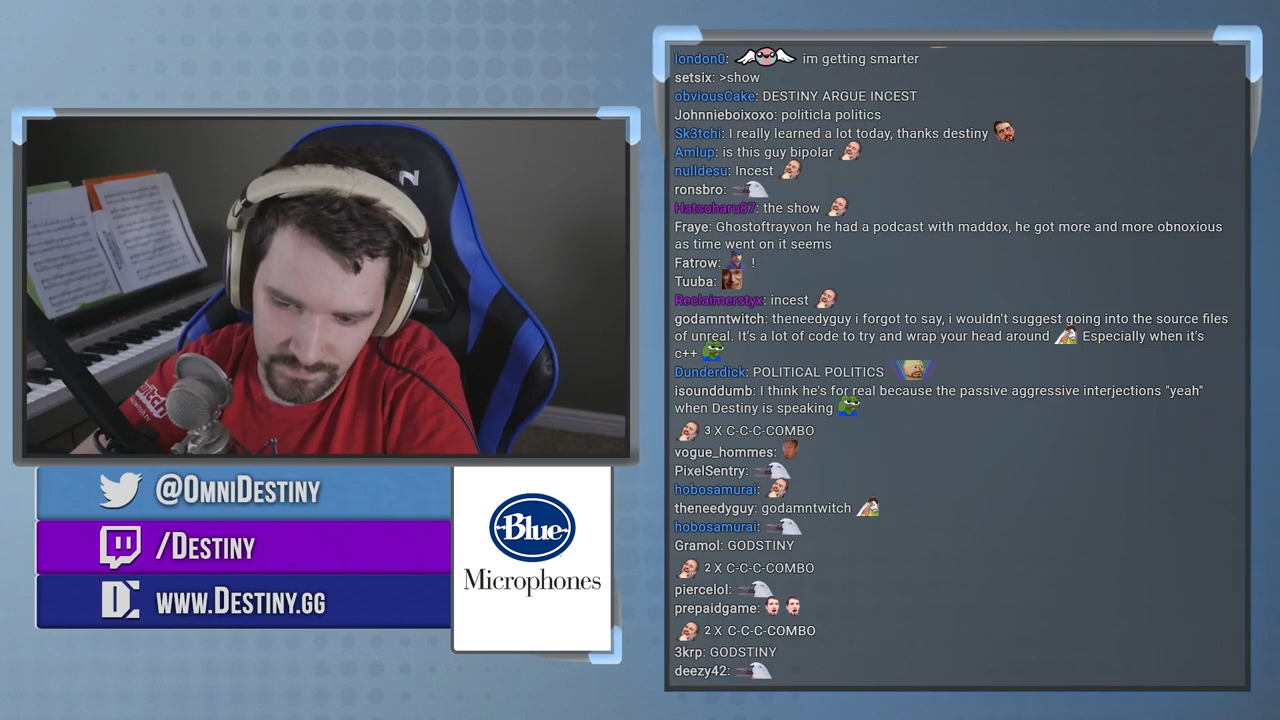 london0: im getting smarter
setsix: >show
obviousCake: DESTINY ARGUE INCEST
Johnnieboixoxo: politicla politics
Sk3tchi: I really learned a lot today, thanks destiny
Amlup: is this guy bipolar
nulldesu: Incest
ronsbro:
Hatsuharu87: the show
Fraye: Ghostoftrayvon he had a podcast with maddox, he got more and more obnoxious
as time went on it seems
Fatrow: !
Tuuba:
Reclaimerstyx: incest
godamntwitch: theneedyguy i forgot to say, i wouldn't suggest going into the source files
of unreal. It's a lot of code to try and wrap your head around Especially when it's
c++
Dunderdick: POLITICAL POLITICS
isounddumb: I think he's for real because the passive aggressive interjections "yeah"
when Destiny is speaking
3 X C-C-C-COMBO
vogue_hommes:
PixelSentry:
hobosamurai:
theneedyguy: godamntwitch
hobosamurai:
Gramol: GODSTINY
2 X C-C-C-COMBO
piercelol:
prepaidgame:
2 X C-C-C-COMBO
3krp: GODSTINY
deezy42:
N
twitch
@OmniDestiny
/Destiny
www.Destiny.gg
Blue
Microphones